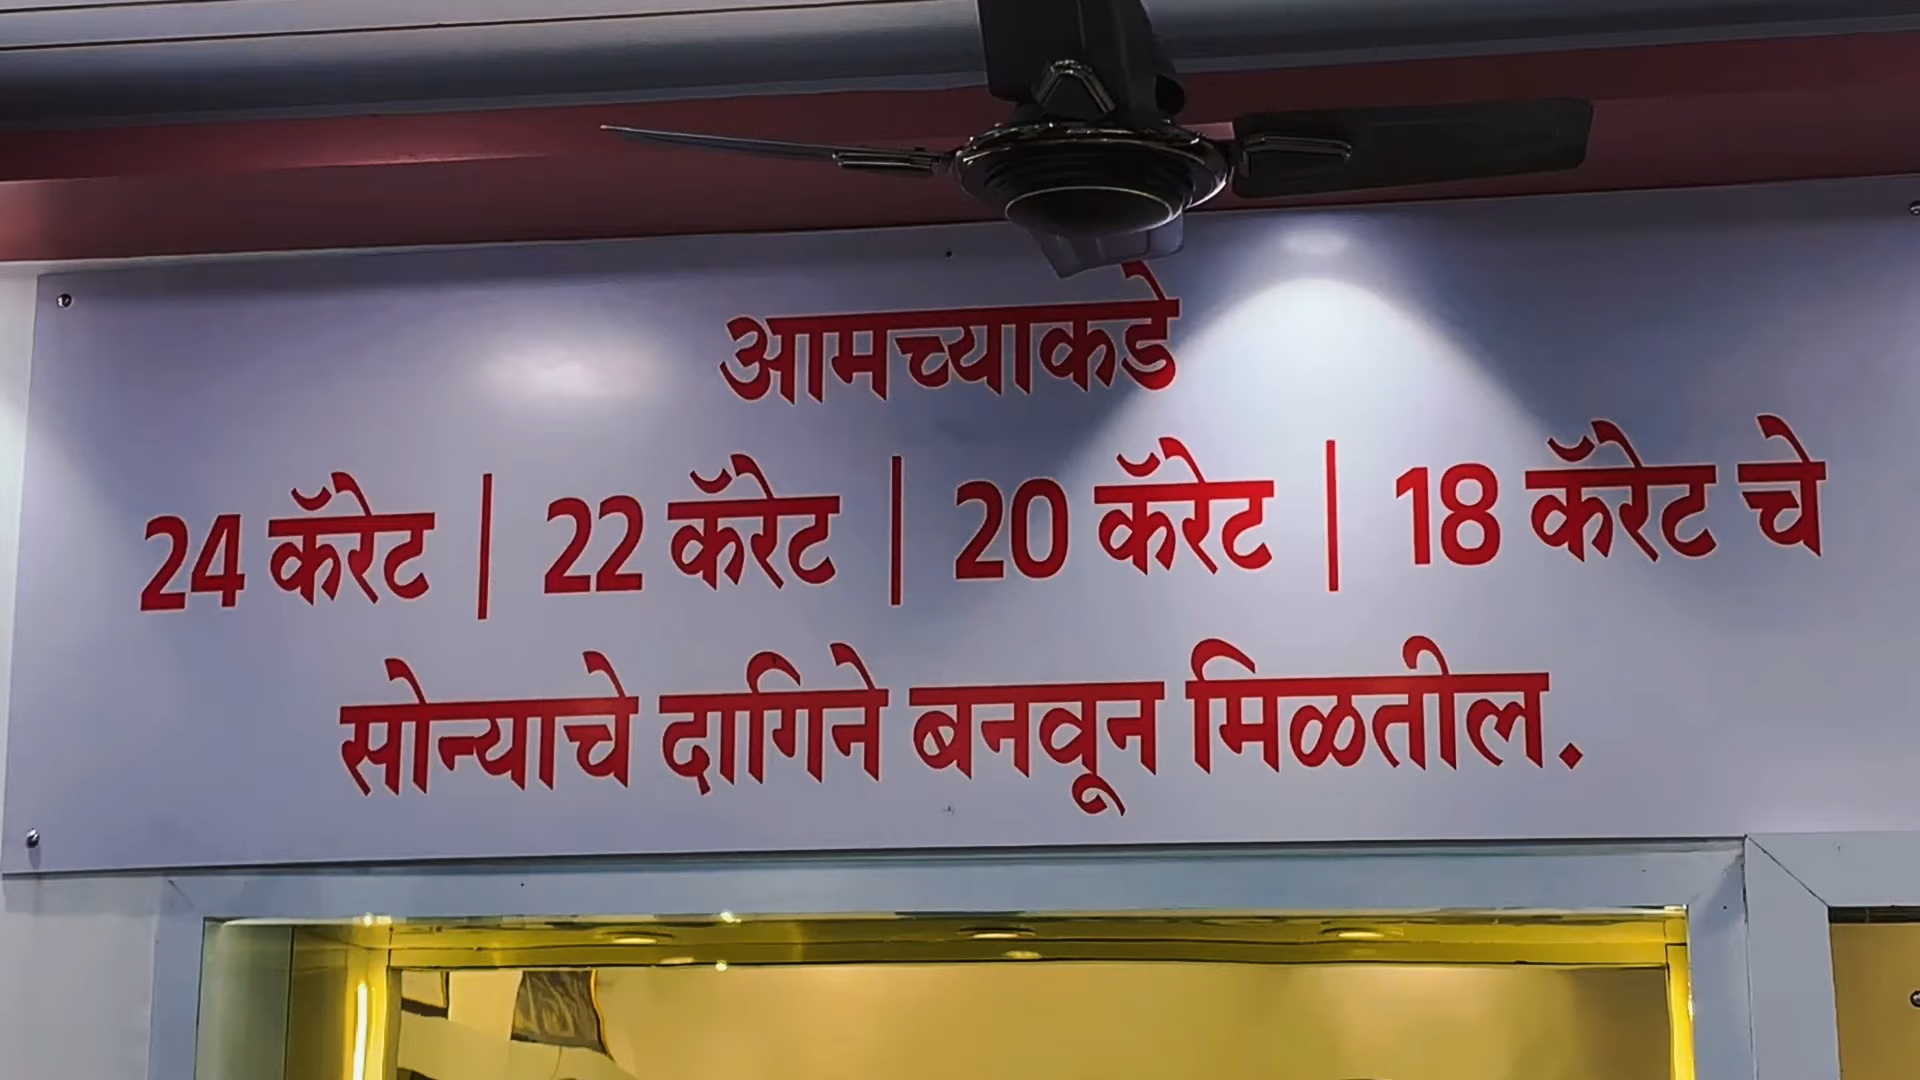 आमच्याकडे
24 कॅरेट | 22 कॅरेट | 20 कॅरेट | 18 कॅरेट चे
सोन्याचे दागिने बनवून मिळतील.